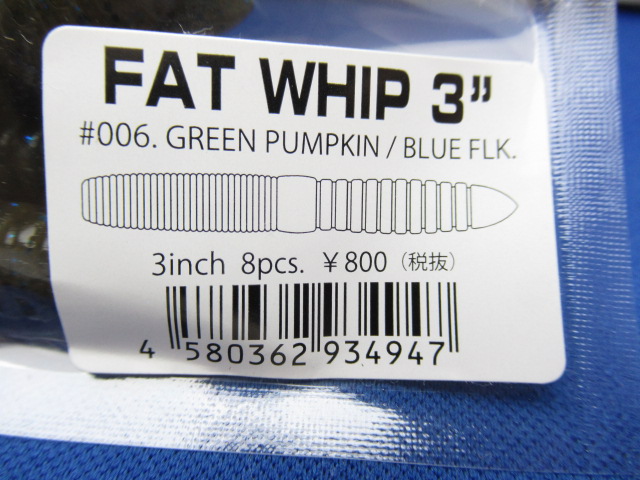 FAT WHIP 3”
#006. GREEN PUMPKIN / BLUE FLK.
3inch 8pcs. ￥800 （税抜）
4 580362 934947